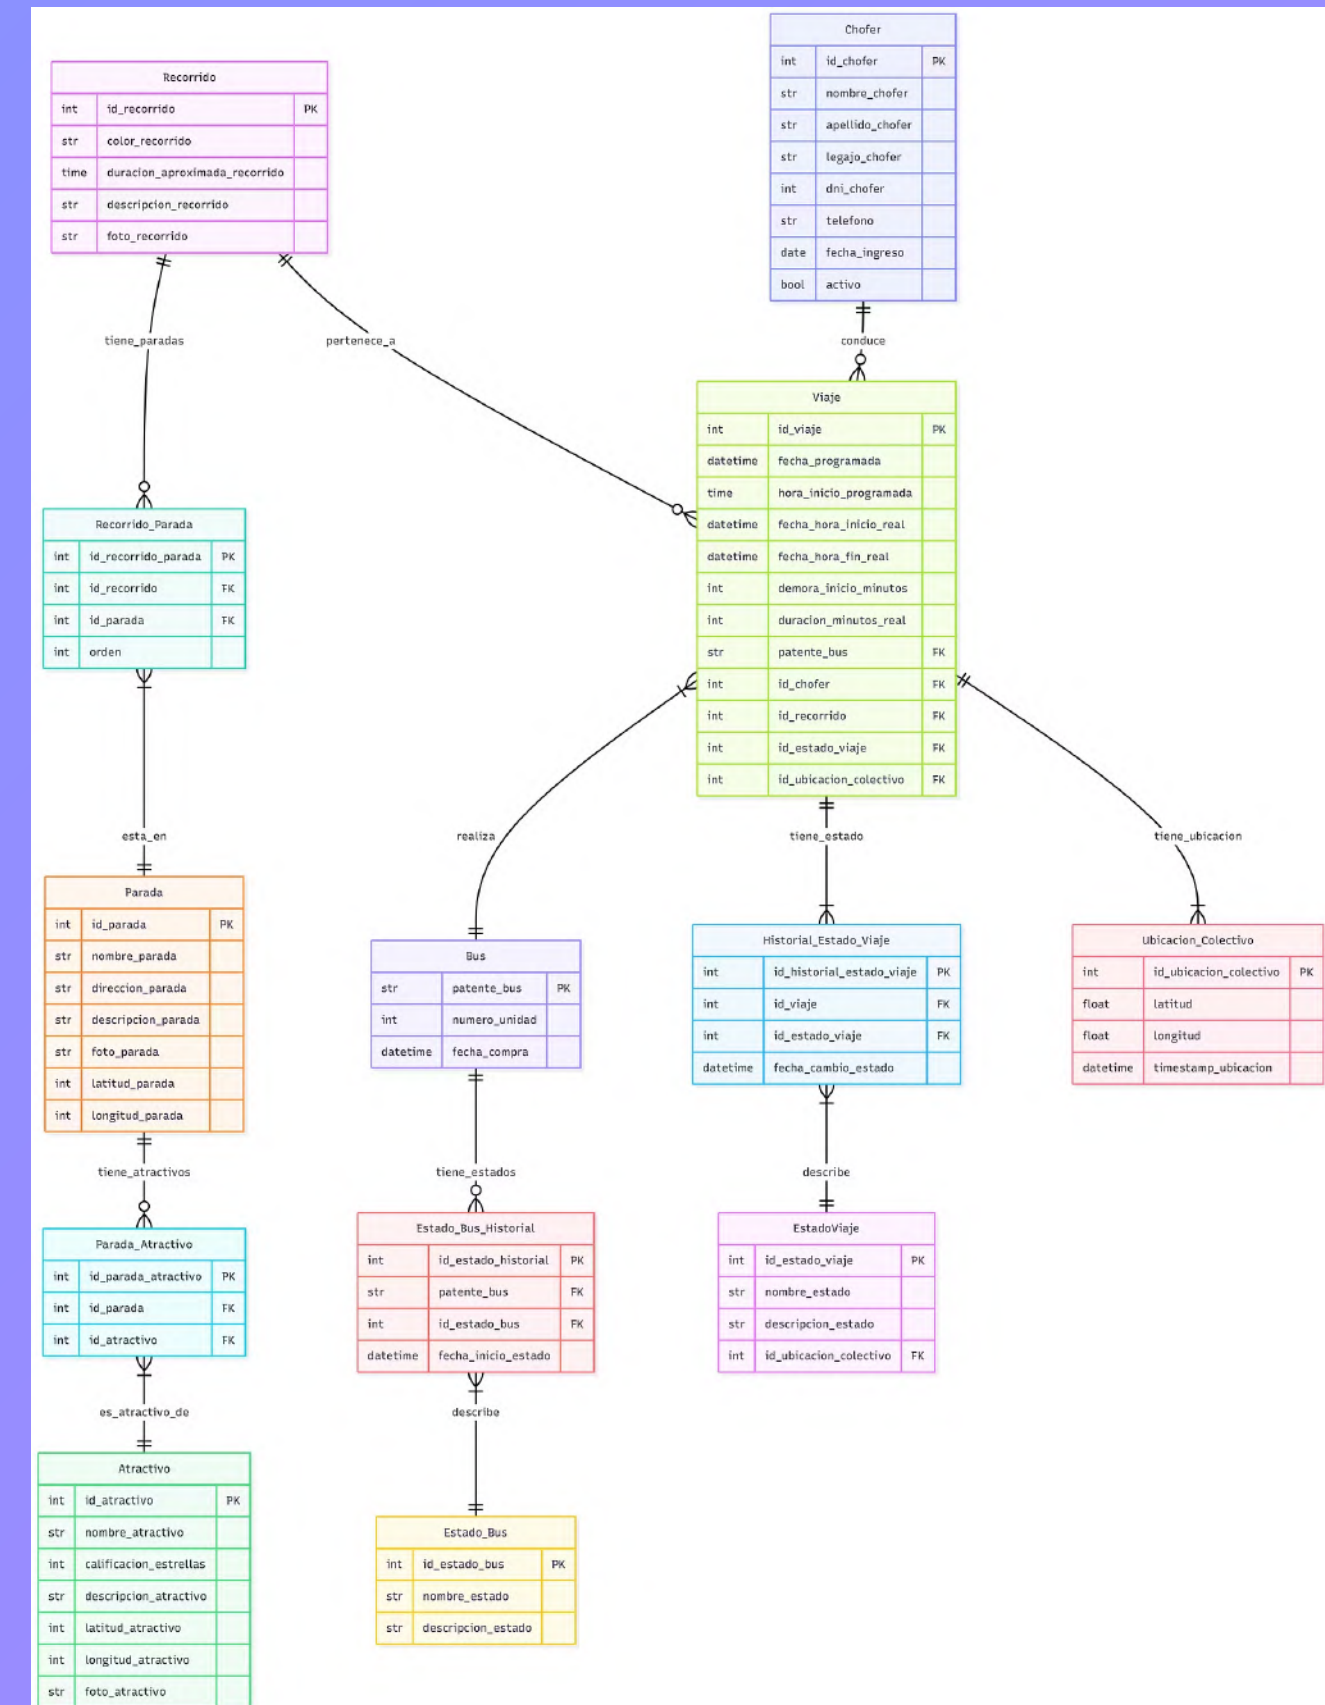 Chofer
int id_chofer PK
str nombre_chofer
str apellido_chofer
str legajo_chofer
int dni_chofer
str telefono
date fecha_ingreso
bool activo
Recorrido
int id_recorrido PK
str color_recorrido
time duracion_aproximada_recorrido
str descripcion_recorrido
str foto_recorrido
tiene_paradas
pertenece_a
conduce
Viaje
int id_viaje PK
datetime fecha_programada
time hora_inicio_programada
datetime fecha_hora_inicio_real
datetime fecha_hora_fin_real
int demora_inicio_minutos
int duracion_minutos_real
str patente_bus FK
int id_chofer FK
int id_recorrido FK
int id_estado_viaje FK
int id_ubicacion_colectivo FK
Recorrido_Parada
int id_recorrido_parada PK
int id_recorrido FK
int id_parada FK
int orden
esta_en
realiza
tiene_estado
tiene_ubicacion
Parada
int id_parada PK
str nombre_parada
str direccion_parada
str descripcion_parada
str foto_parada
int latitud_parada
int longitud_parada
Bus
str patente_bus PK
int numero_unidad
datetime fecha_compra
Historial_Estado_Viaje
int id_historial_estado_viaje PK
int id_viaje FK
int id_estado_viaje FK
datetime fecha_cambio_estado
Ubicacion_Colectivo
int id_ubicacion_colectivo PK
float latitud
float longitud
datetime timestamp_ubicacion
tiene_atractivos
tiene_estados
describe
Parada_Atractivo
int id_parada_atractivo PK
int id_parada FK
int id_atractivo FK
Estado_Bus_Historial
int id_estado_historial PK
str patente_bus FK
int id_estado_bus FK
datetime fecha_inicio_estado
EstadoViaje
int id_estado_viaje PK
str nombre_estado
str descripcion_estado
int id_ubicacion_colectivo FK
es_atractivo_de
describe
Atractivo
int id_atractivo PK
str nombre_atractivo
int calificacion_estrellas
str descripcion_atractivo
int latitud_atractivo
int longitud_atractivo
str foto_atractivo
Estado_Bus
int id_estado_bus PK
str nombre_estado
str descripcion_estado